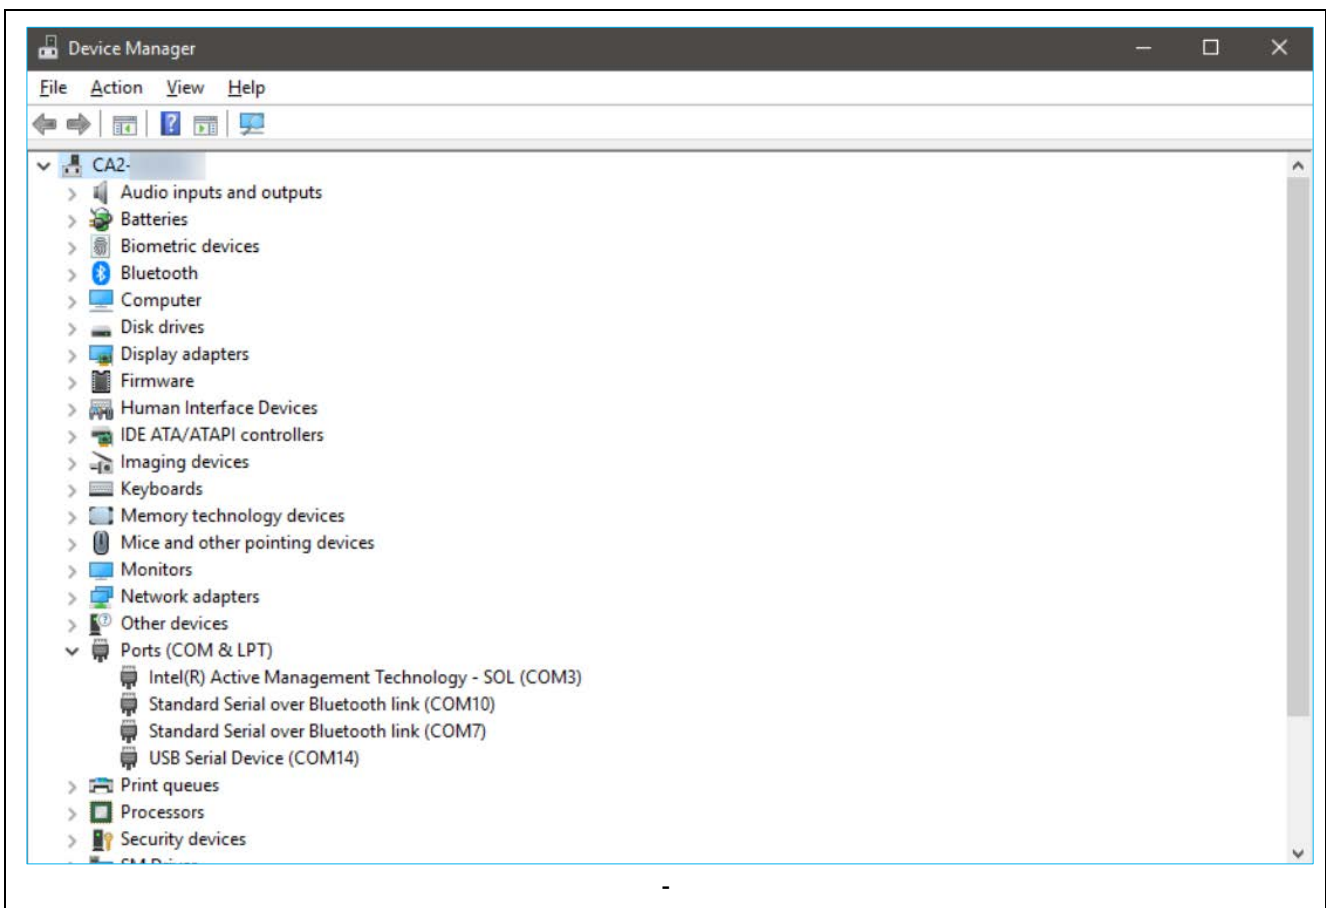 Device Manager
File Action View Help
CA2-
Audio inputs and outputs
Batteries
Biometric devices
Bluetooth
Computer
Disk drives
Display adapters
Firmware
Human Interface Devices
IDE ATA/ATAPI controllers
Imaging devices
Keyboards
Memory technology devices
Mice and other pointing devices
Monitors
Network adapters
Other devices
Ports (COM & LPT)
Intel(R) Active Management Technology - SOL (COM3)
Standard Serial over Bluetooth link (COM10)
Standard Serial over Bluetooth link (COM7)
USB Serial Device (COM14)
Print queues
Processors
Security devices
-